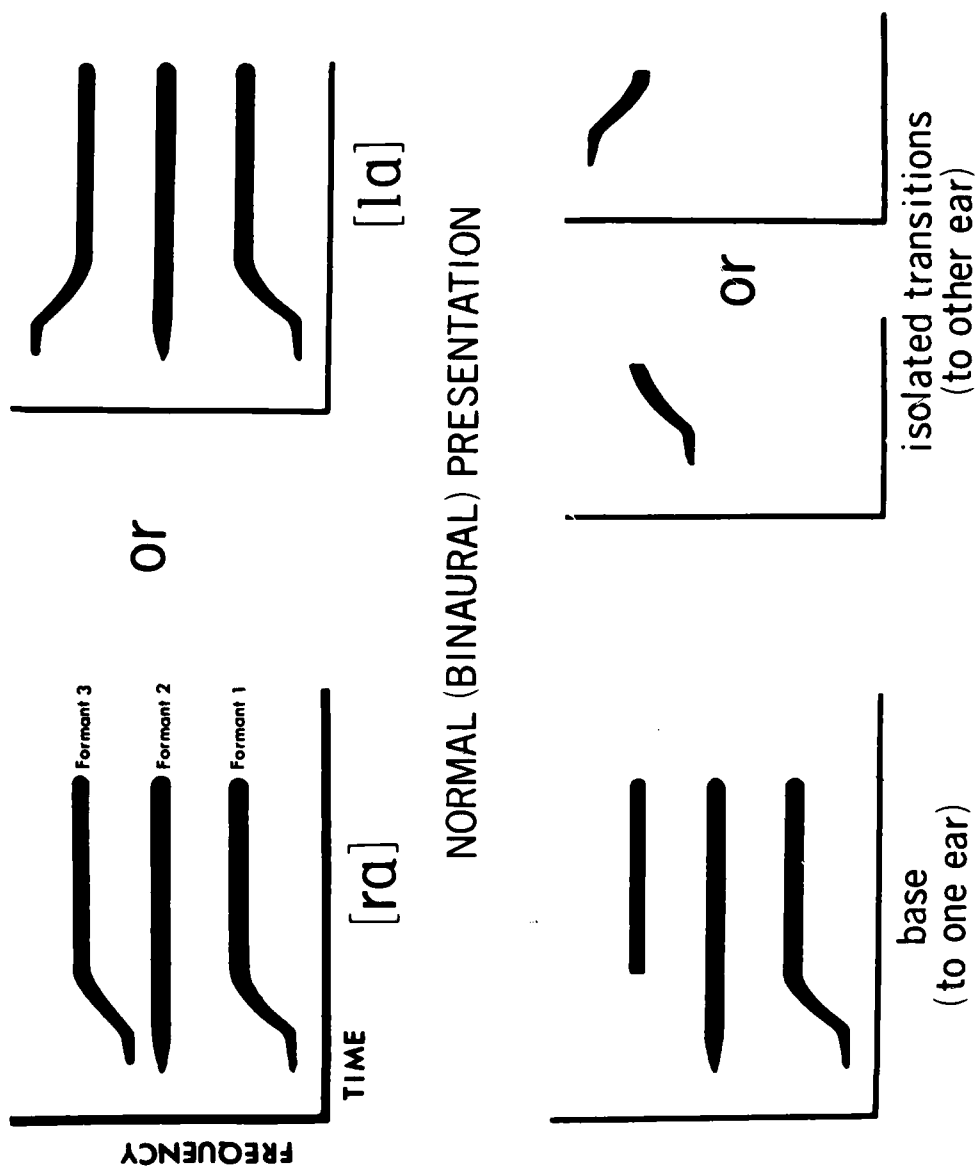 FREQUENCY
Formant 3
Formant 2
Formant 1
TIME
or
[ra]
[la]
NORMAL (BINAURAL) PRESENTATION
or
base
(to one ear)
isolated transitions
(to other ear)